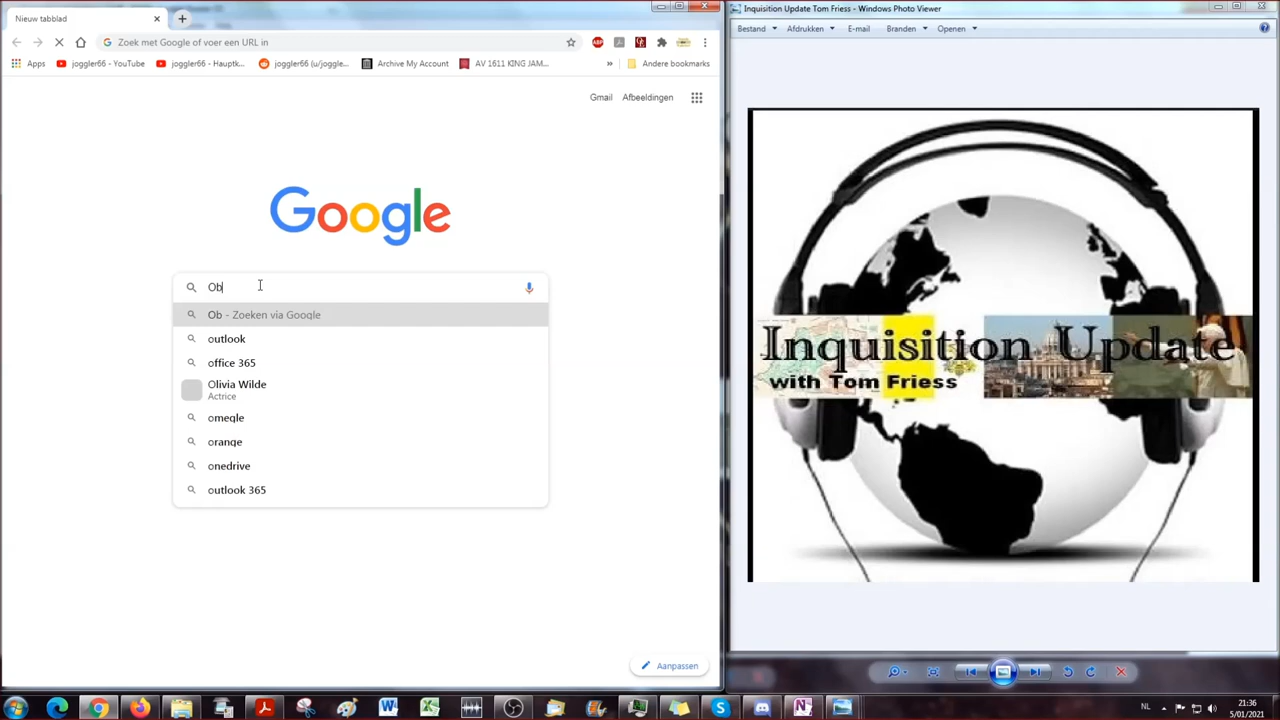 Nieuw tabblad
Zoek met Google of voer een URL in
ABP
Apps
joggler66 - YouTube
joggler66 - Hauptk...
joggler66 (u/joggle...
Archive My Account
AV 1611 KING JAM...
»
Andere bookmarks
Gmail
Afbeeldingen
Google
Ob
Ob - Zoeken via Google
outlook
office 365
Olivia Wilde
Actrice
omegle
orange
onedrive
outlook 365
Aanpassen
Inquisition Update Tom Friess - Windows Photo Viewer
Bestand
Afdrukken
E-mail
Branden
Openen
Inquisition Update
with Tom Friess
NL
21:36
5/01/2021